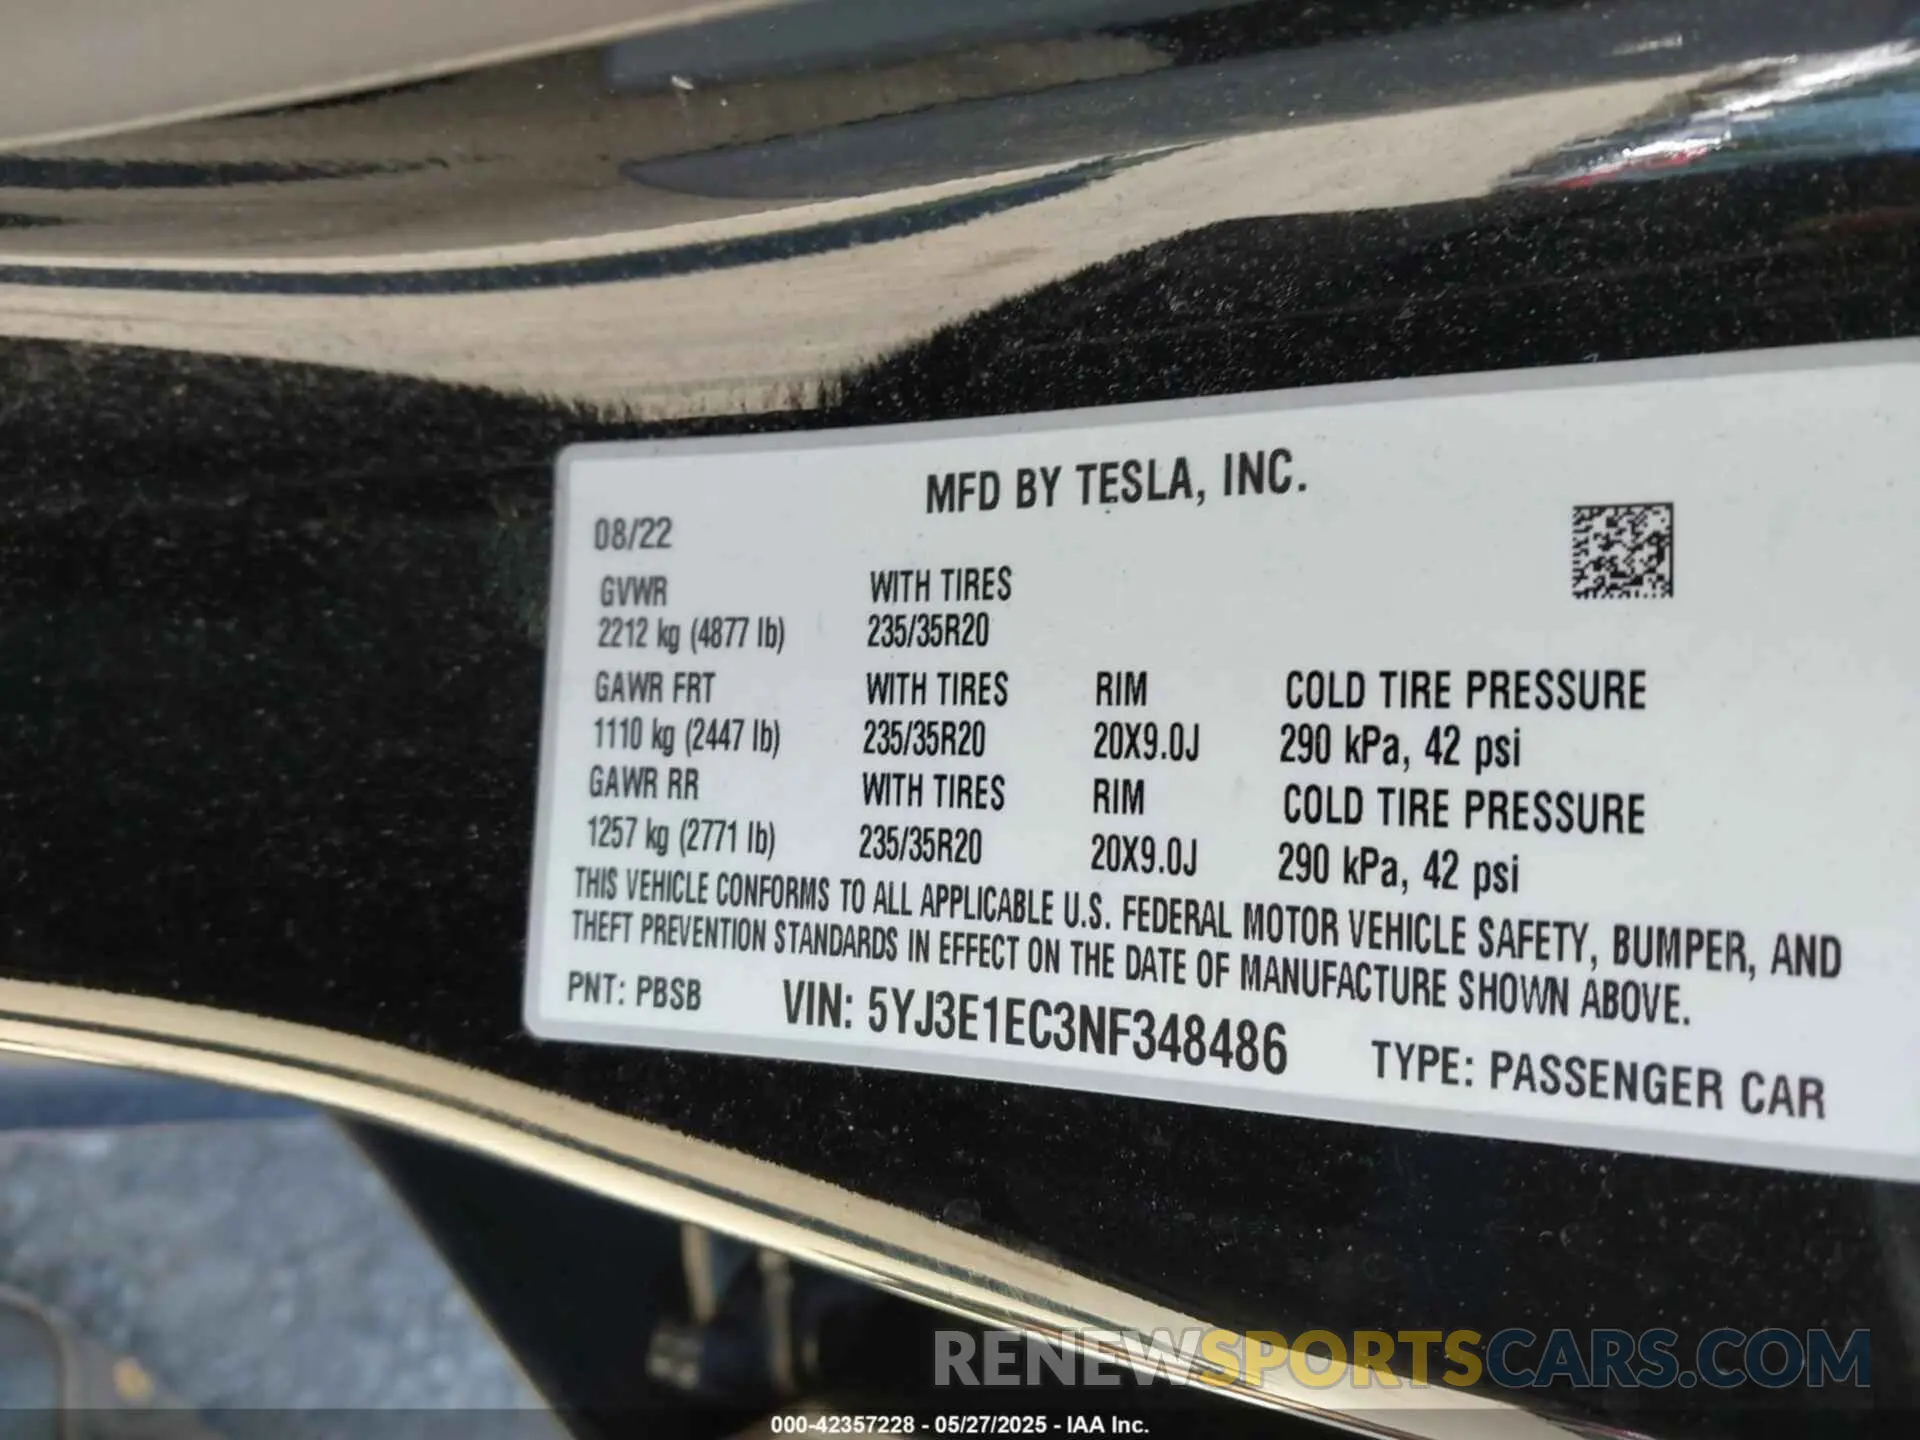 MFD BY TESLA, INC.
08/22
GVWR WITH TIRES
2212 kg (4877 lb) 235/35R20
GAWR FRT WITH TIRES RIM COLD TIRE PRESSURE
1110 kg (2447 lb) 235/35R20 20X9.0J 290 kPa, 42 psi
GAWR RR WITH TIRES RIM COLD TIRE PRESSURE
1257 kg (2771 lb) 235/35R20 20X9.0J 290 kPa, 42 psi
THIS VEHICLE CONFORMS TO ALL APPLICABLE U.S. FEDERAL MOTOR VEHICLE SAFETY, BUMPER, AND
THEFT PREVENTION STANDARDS IN EFFECT ON THE DATE OF MANUFACTURE SHOWN ABOVE.
PNT: PBSB VIN: 5YJ3E1EC3NF348486 TYPE: PASSENGER CAR
RENEWSPORTSCARS.COM
000-42357228 - 05/27/2025 - IAA Inc.